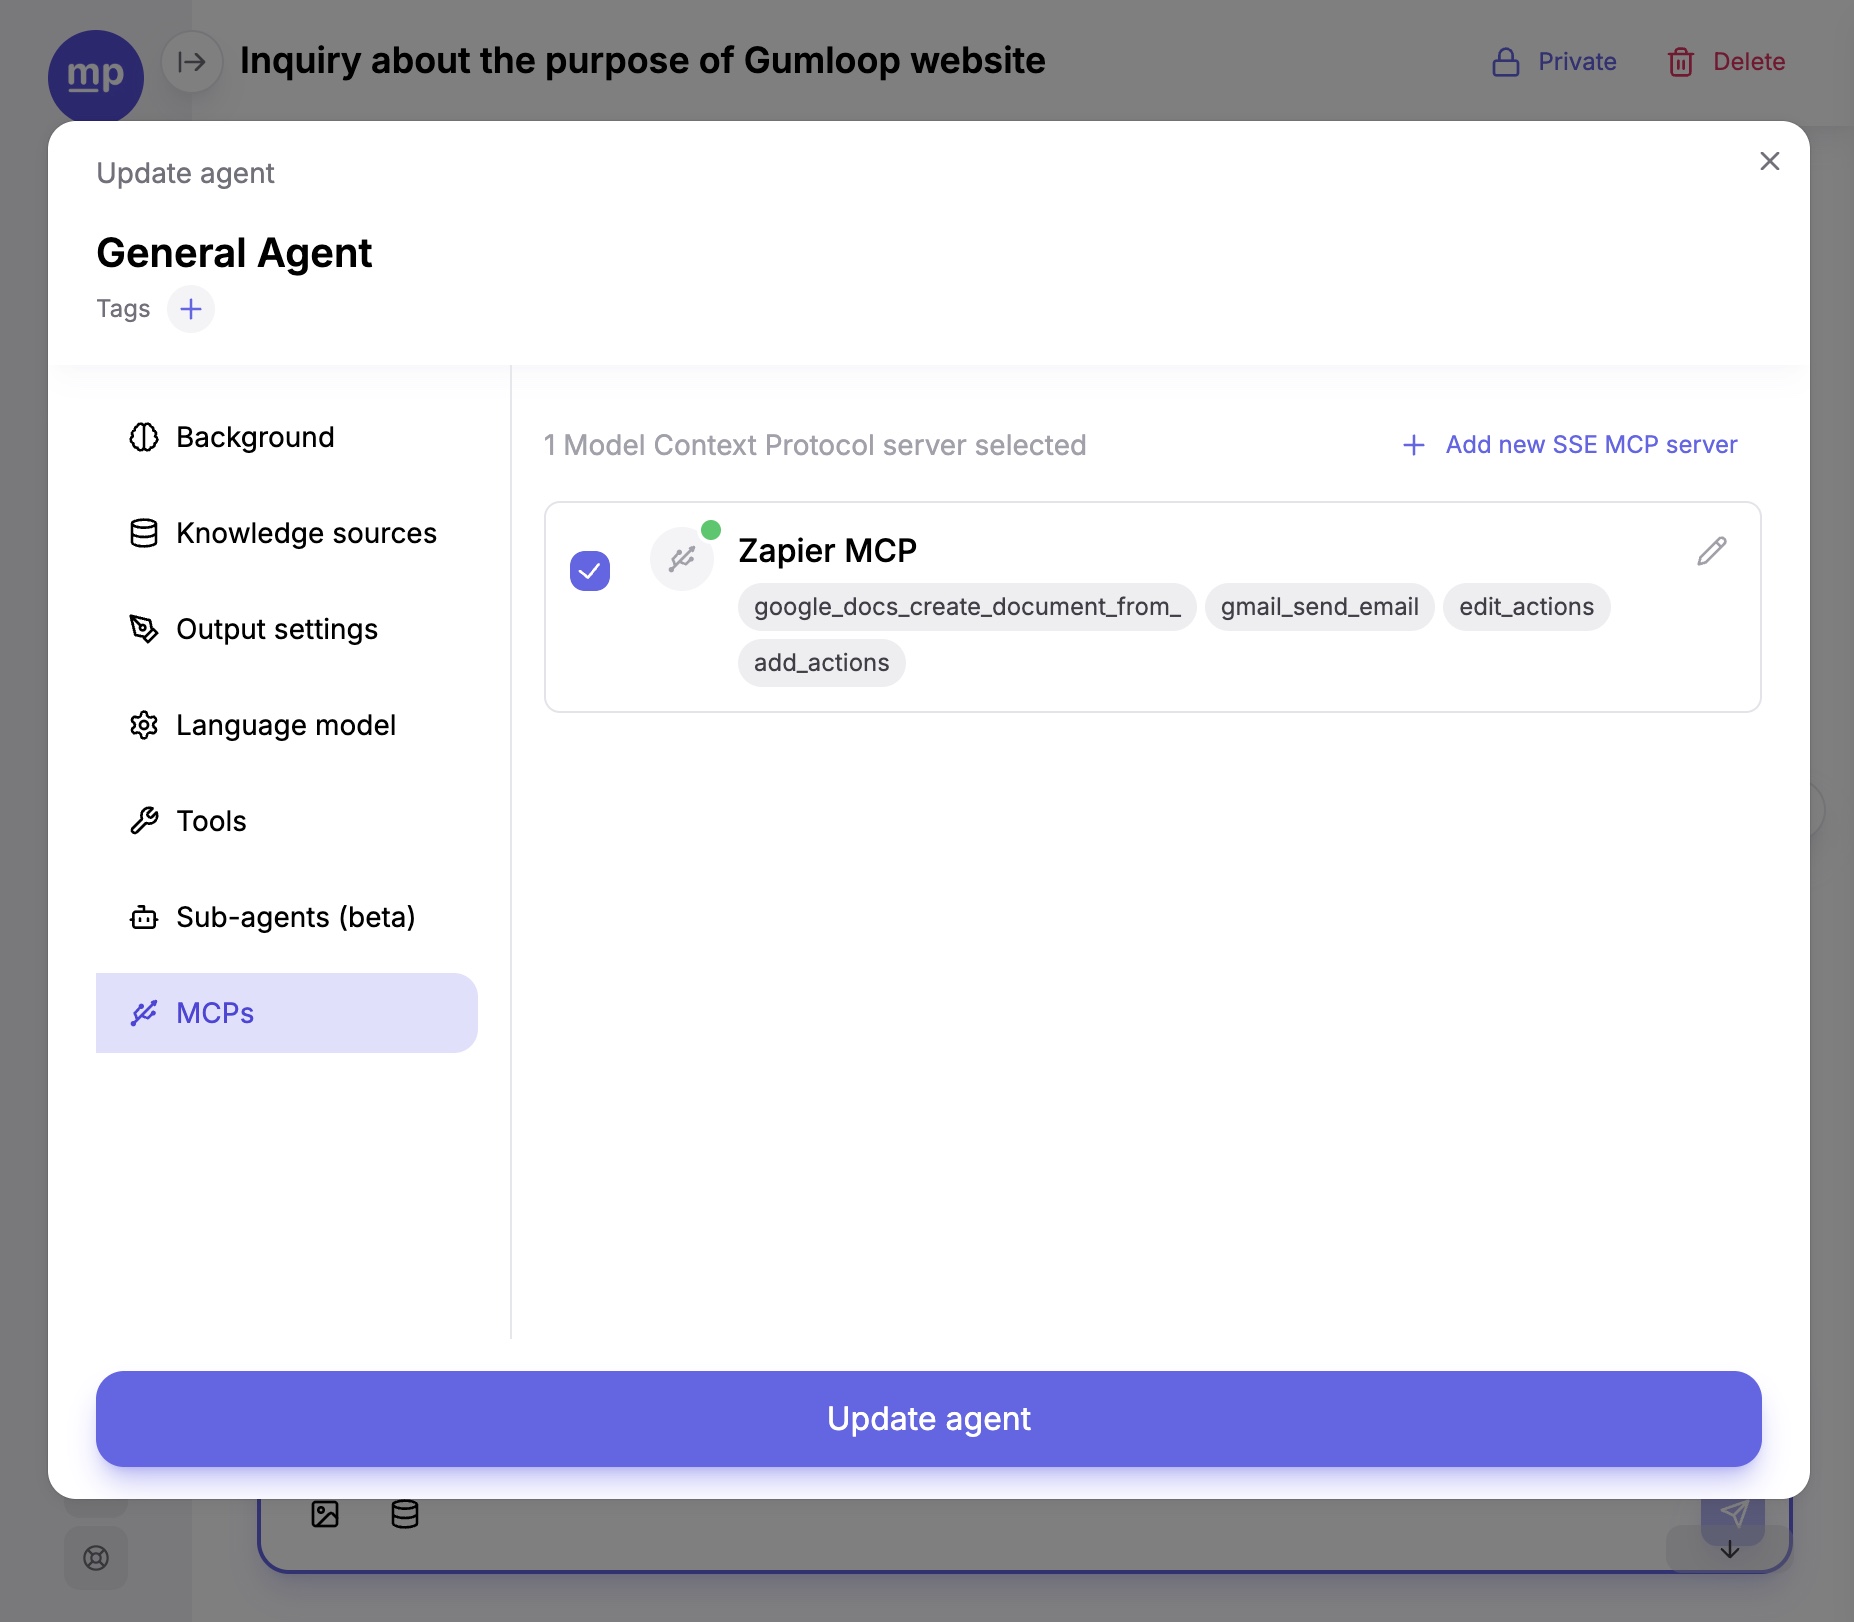 mp
Inquiry about the purpose of Gumloop website
Private
Delete
Update agent
General Agent
Tags
Background
Knowledge sources
Output settings
Language model
Tools
Sub-agents (beta)
MCPs
1 Model Context Protocol server selected
Add new SSE MCP server
Zapier MCP
google_docs_create_document_from_ gmail_send_email edit_actions
add_actions
Update agent